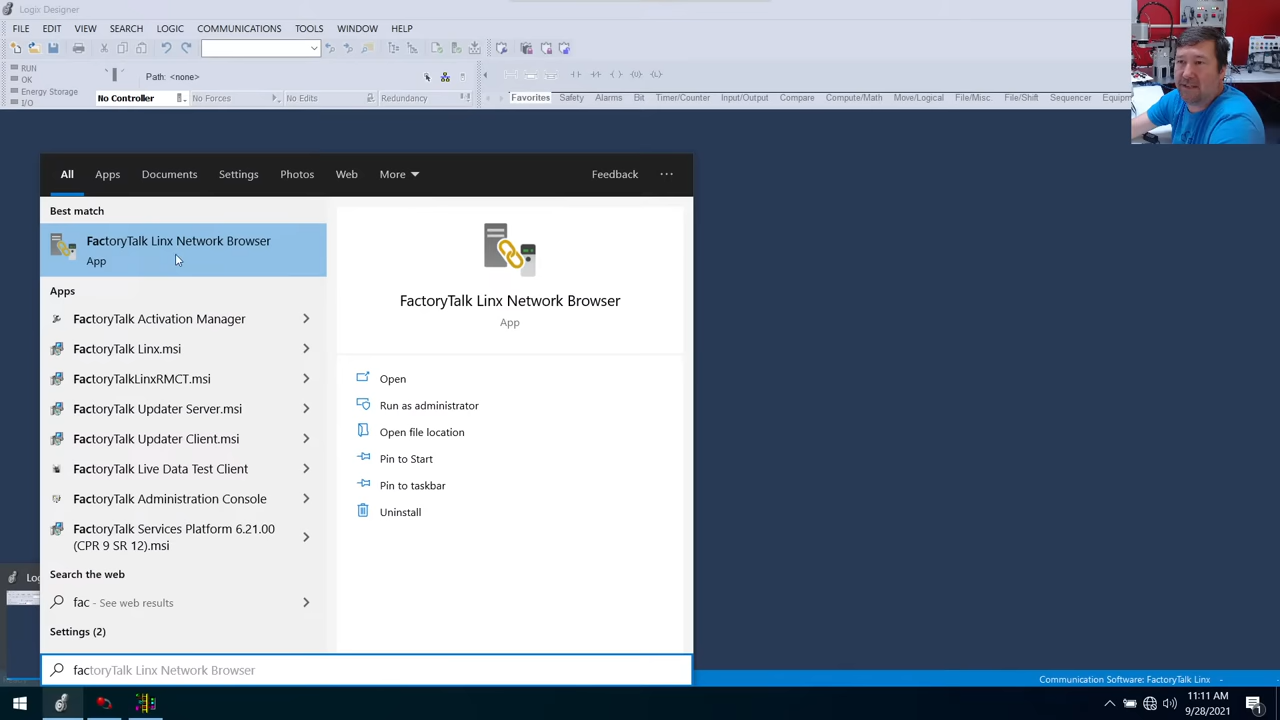 Logix Designer
FILE EDIT VIEW SEARCH LOGIC COMMUNICATIONS TOOLS WINDOW HELP
RUN
OK
Energy Storage
I/O
Path: <none>
No Controller
No Forces
No Edits
Redundancy
Favorites Safety Alarms Bit Timer/Counter Input/Output Compare Compute/Math Move/Logical File/Misc. File/Shift Sequencer Equipm
All Apps Documents Settings Photos Web More Feedback ...
Best match
FactoryTalk Linx Network Browser
App
Apps
FactoryTalk Activation Manager
FactoryTalk Linx.msi
FactoryTalkLinxRMCT.msi
FactoryTalk Updater Server.msi
FactoryTalk Updater Client.msi
FactoryTalk Live Data Test Client
FactoryTalk Administration Console
FactoryTalk Services Platform 6.21.00
(CPR 9 SR 12).msi
Search the web
fac - See web results
Settings (2)
factoryTalk Linx Network Browser
FactoryTalk Linx Network Browser
App
Open
Run as administrator
Open file location
Pin to Start
Pin to taskbar
Uninstall
Lo
Communication Software: FactoryTalk Linx -
11:11 AM
9/28/2021
1